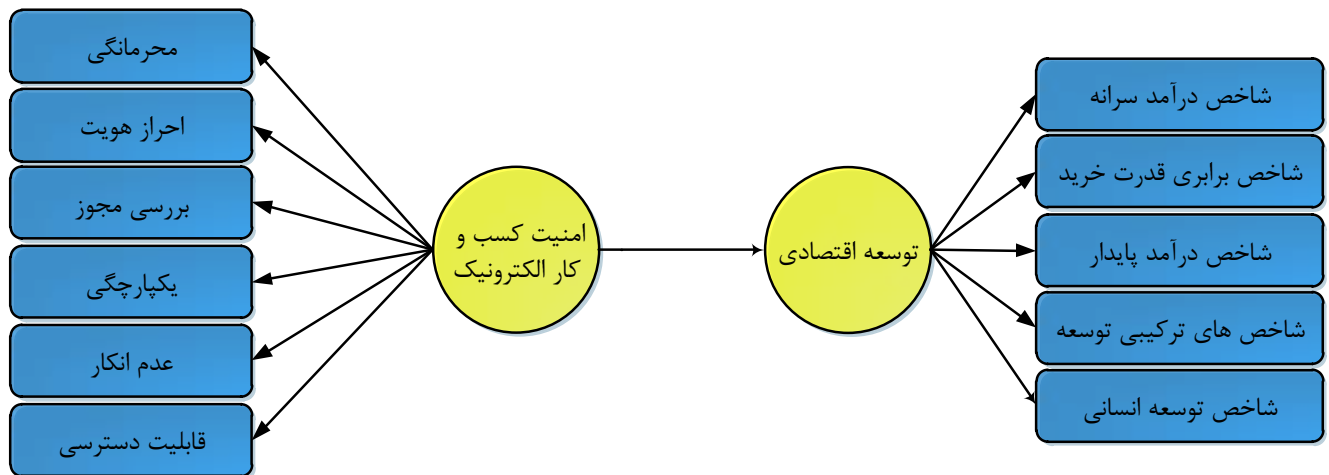 محرمانگی
احراز هویت
بررسی مجوز
یکپارچگی
عدم انکار
قابلیت دسترسی
امنیت کسب و
کار الکترونیک
توسعه اقتصادی
شاخص درآمد سرانه
شاخص برابری قدرت خرید
شاخص درآمد پایدار
شاخص های ترکیبی توسعه
شاخص توسعه انسانی